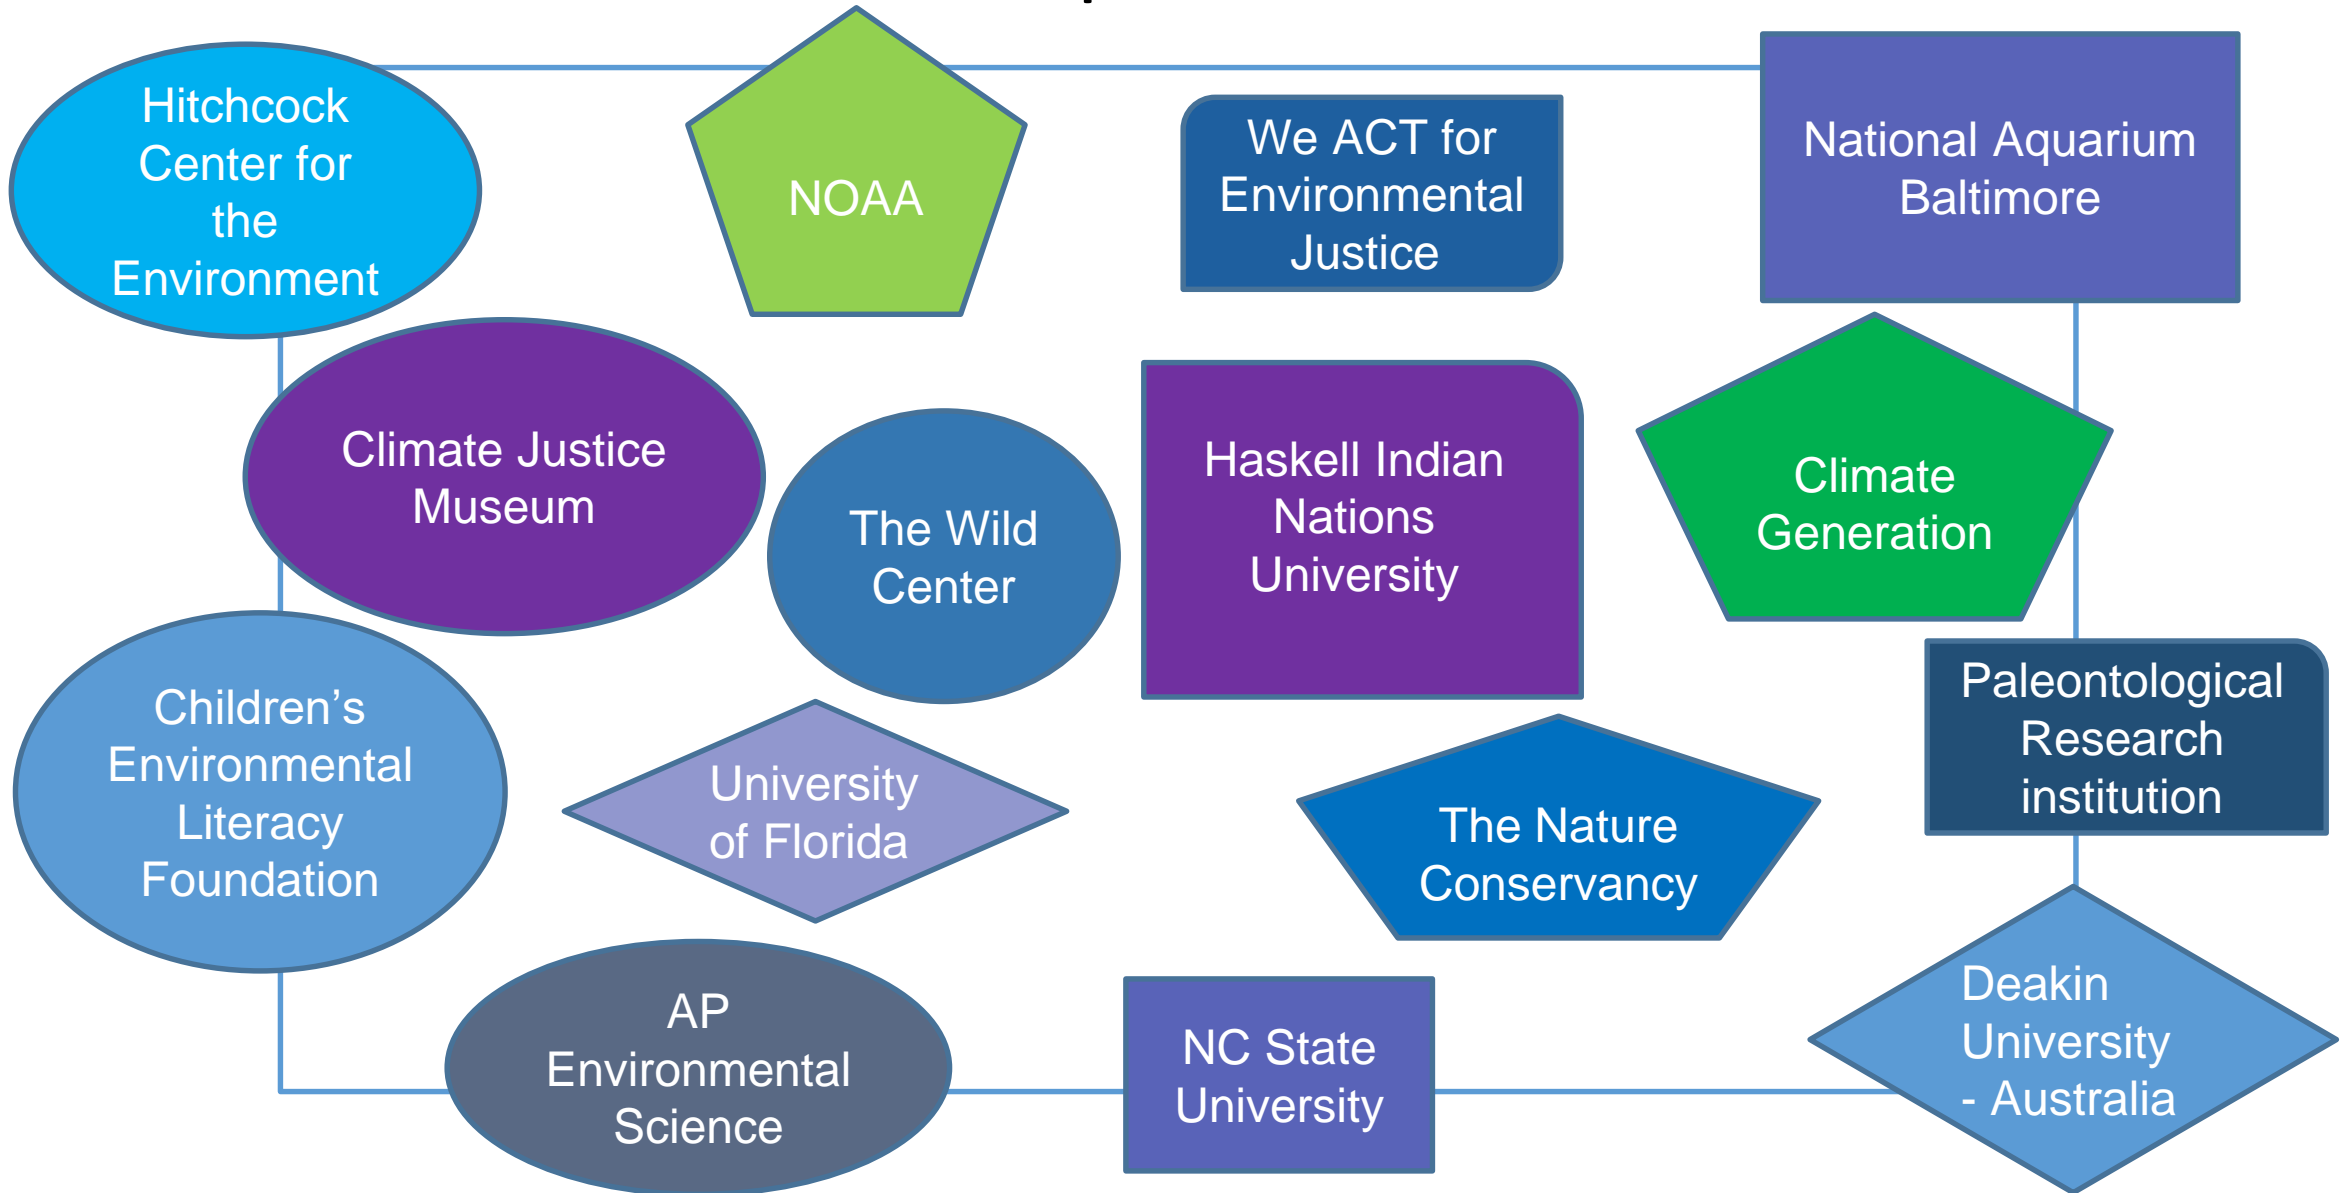 Hitchcock
Center for
the
Environment
NOAA
We ACT for
Environmental
Justice
National Aquarium
Baltimore
Climate Justice
Museum
The Wild
Center
Haskell Indian
Nations
University
Climate
Generation
Children’s
Environmental
Literacy
Foundation
University
of Florida
The Nature
Conservancy
Paleontological
Research
institution
AP
Environmental
Science
NC State
University
Deakin
University
- Australia